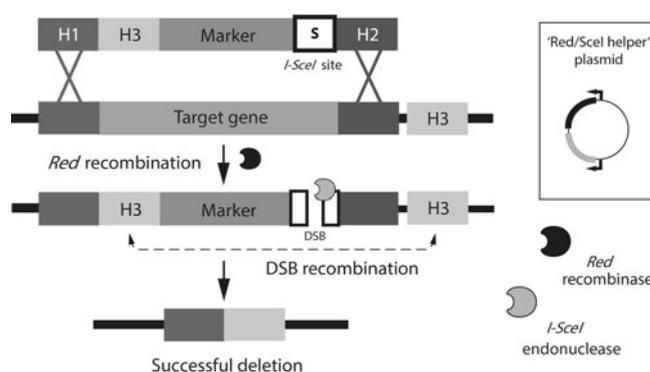 H1 H3 Marker S H2
I-SceI site
Target gene H3
Red recombination
H3 Marker H3
DSB
DSB recombination
Successful deletion
'Red/SceI helper'
plasmid
Red
recombinase
I-SceI
endonuclease